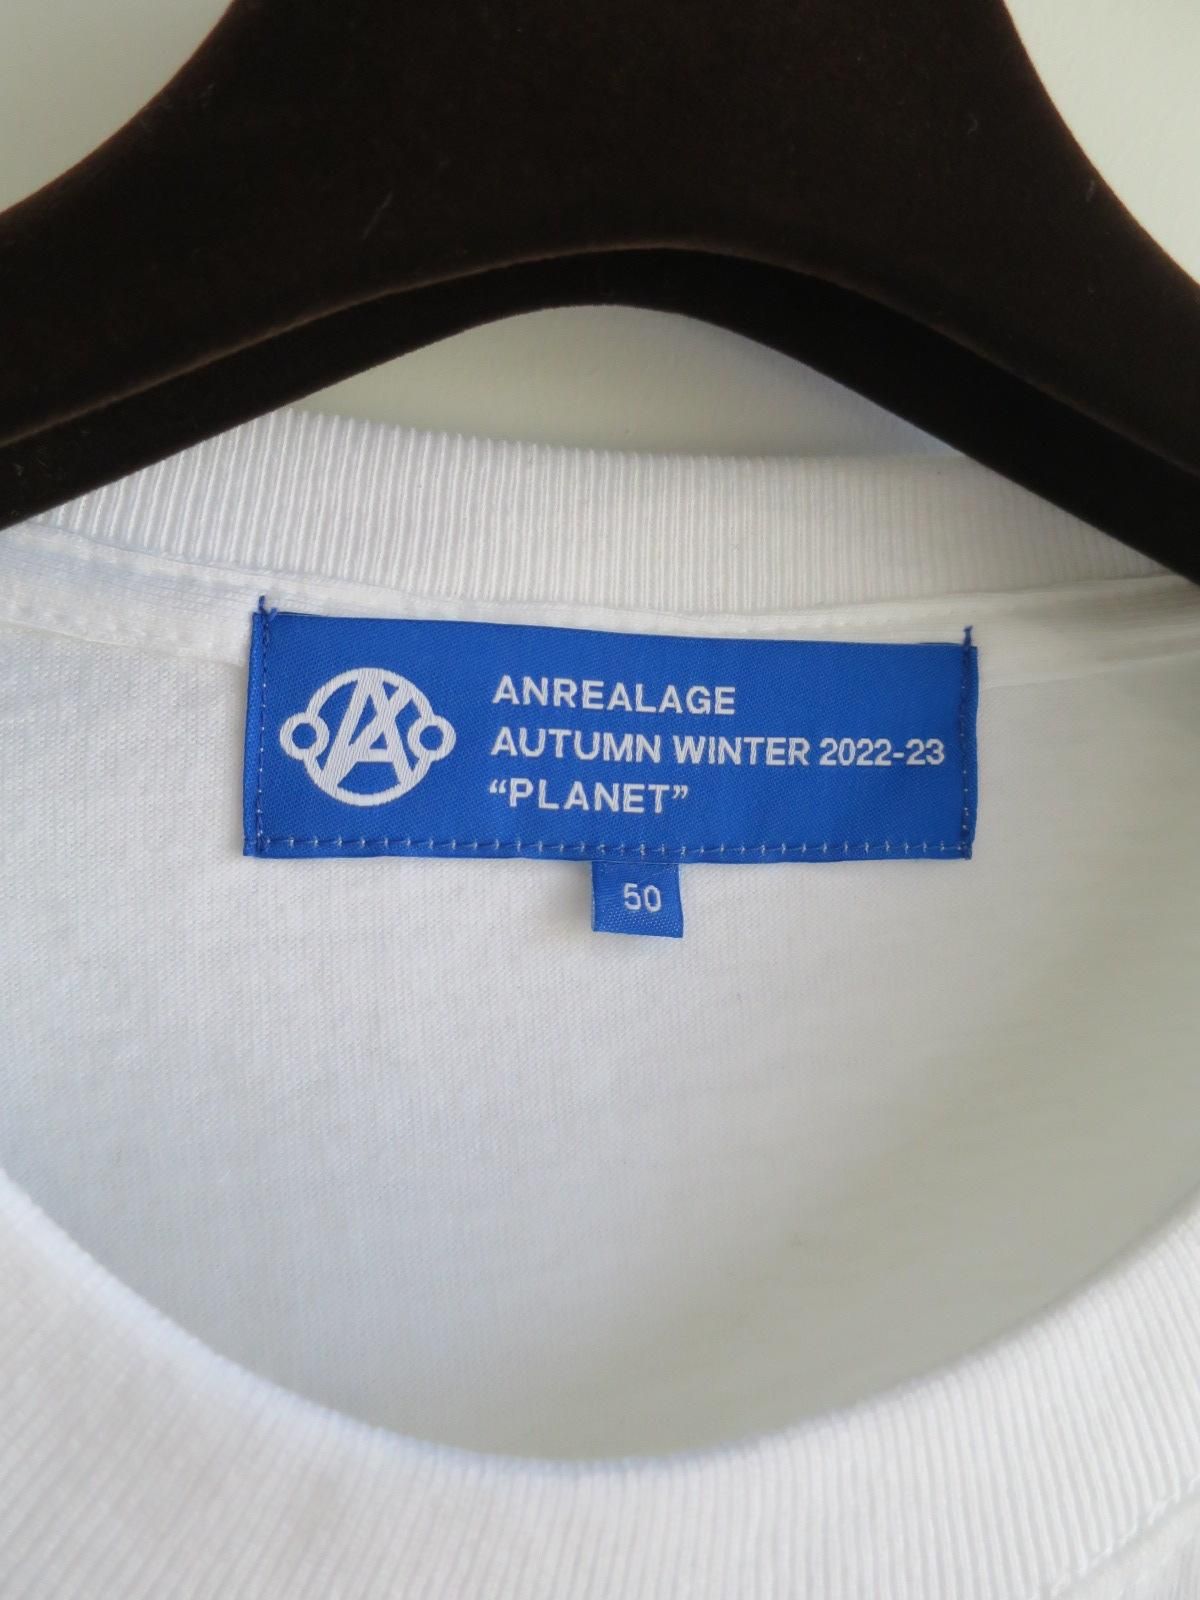 ANREALAGE
AUTUMN WINTER 2022-23
“PLANET”
50